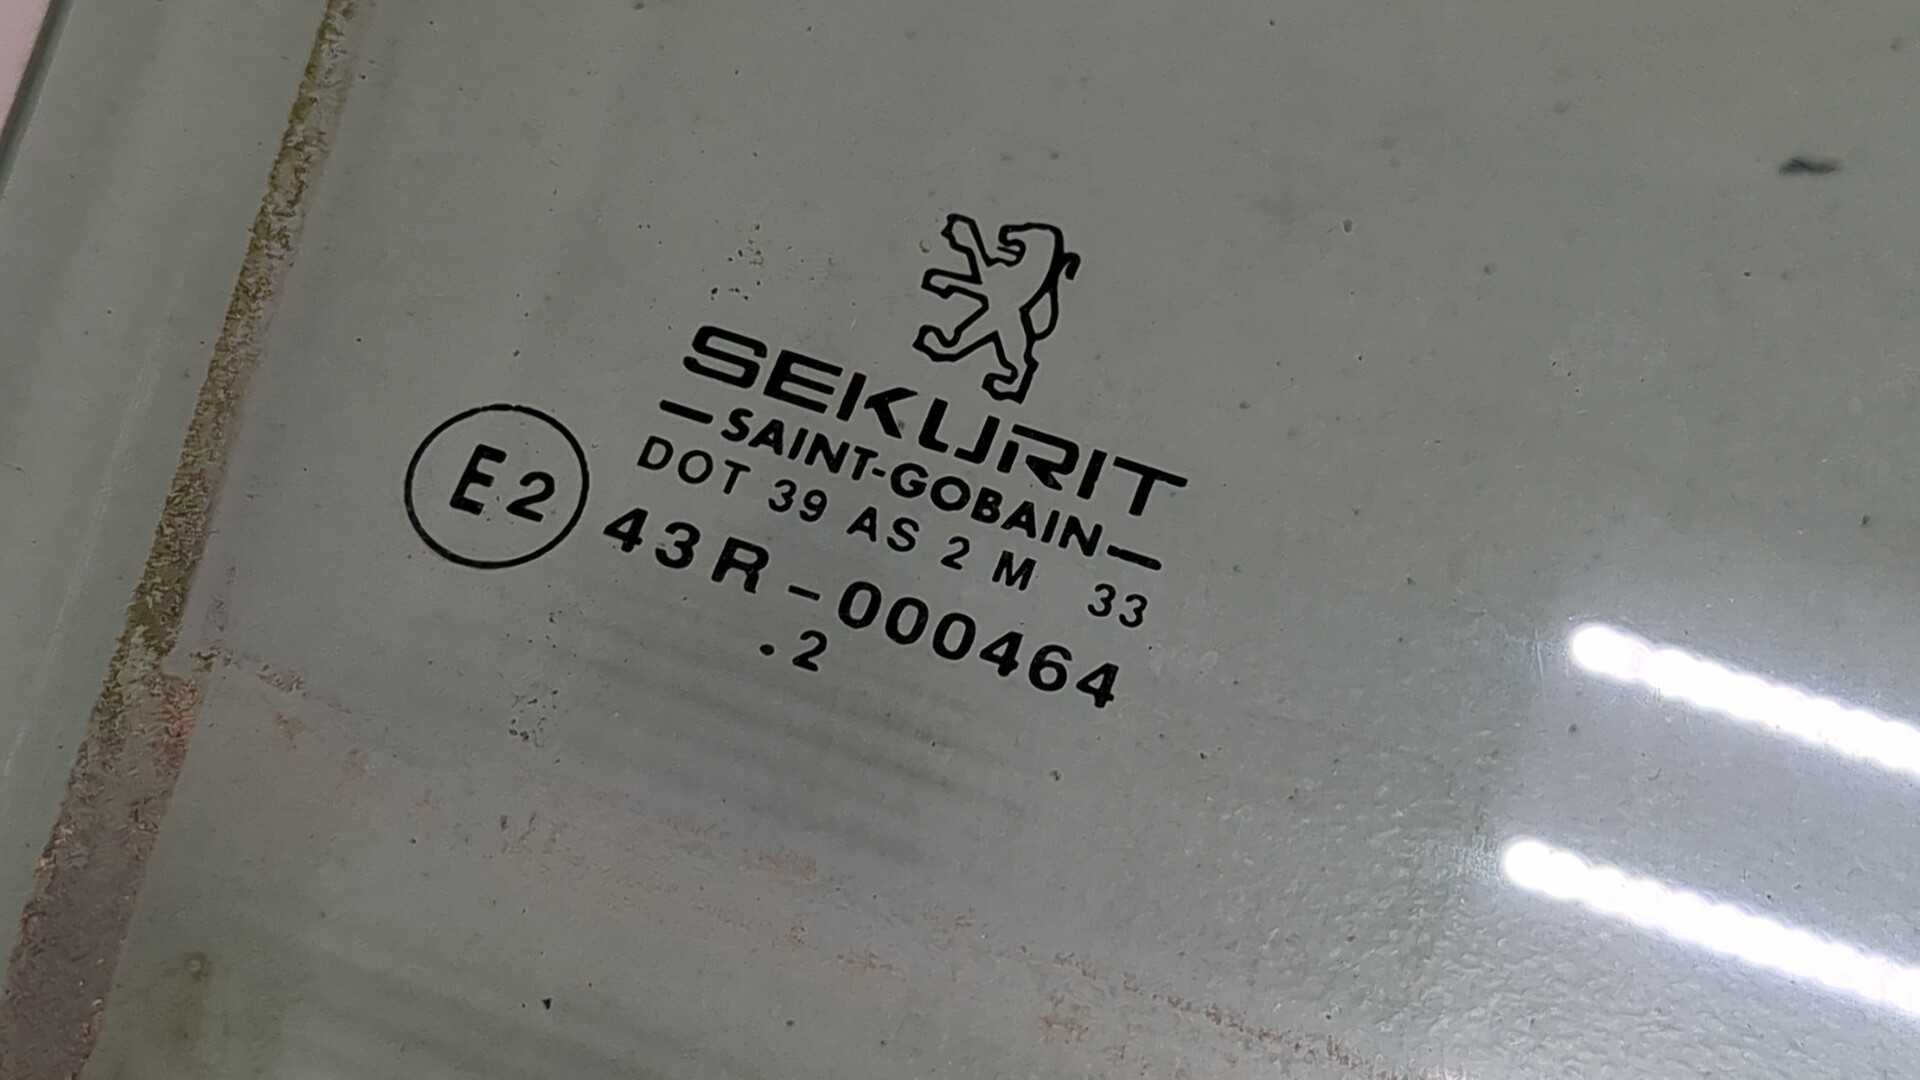 SEKURIT
—SAINT-GOBAIN—
DOT 39 AS 2 M 33
E2 43R-000464
.2